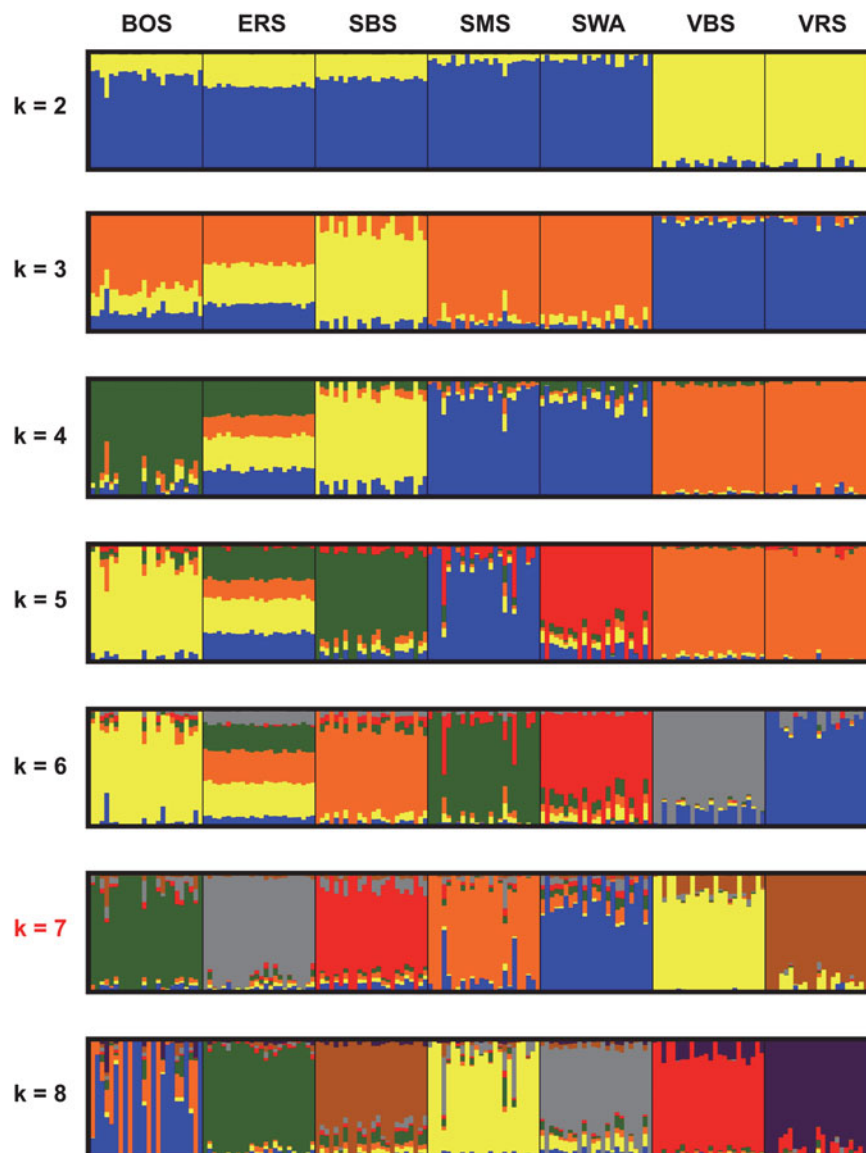 BOS ERS SBS SMS SWA VBS VRS
k = 2
k = 3
k = 4
k = 5
k = 6
k = 7
k = 8